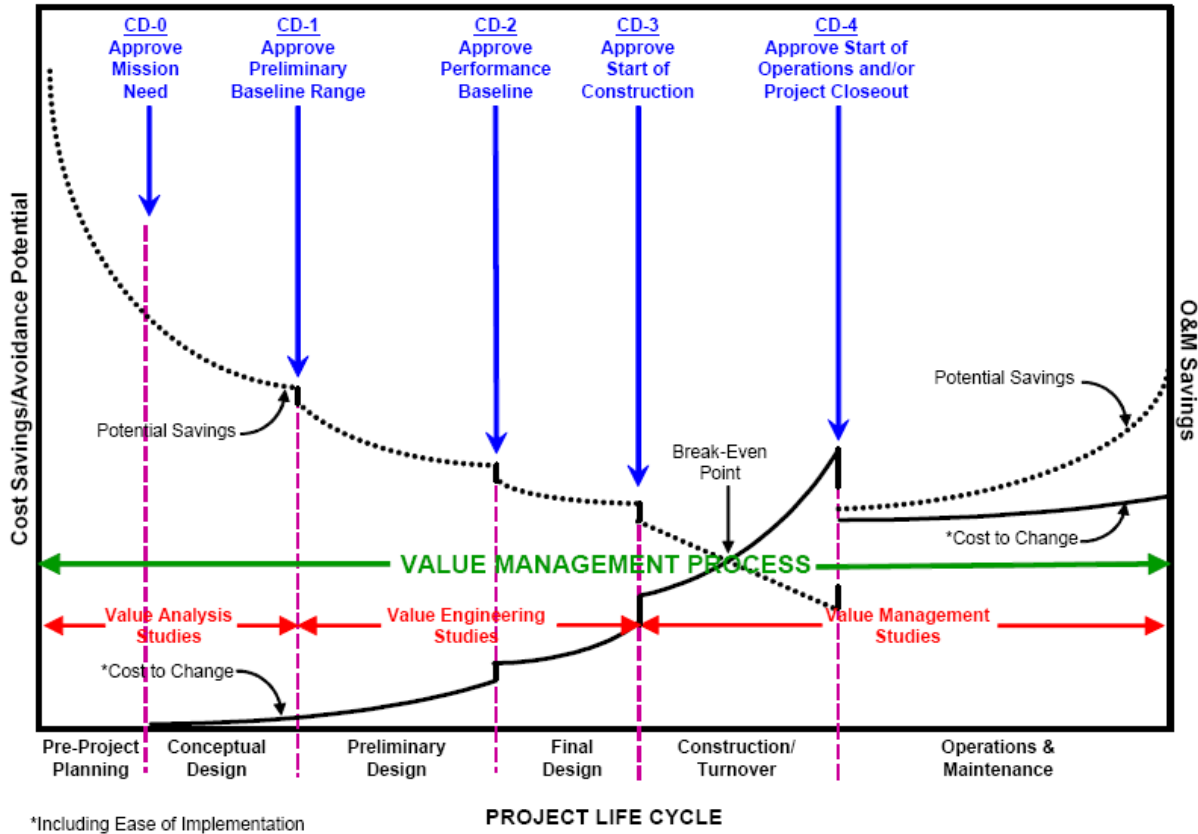 CD-0
Approve
Mission
Need
CD-1
Approve
Preliminary
Baseline Range
CD-2
Approve
Performance
Baseline
CD-3
Approve
Start of
Construction
CD-4
Approve Start of
Operations and/or
Project Closeout
Cost Savings/Avoidance Potential
O&M Savings
Potential Savings
Break-Even
Point
Potential Savings
*Cost to Change
VALUE MANAGEMENT PROCESS
Value Analysis
Studies
Value Engineering
Studies
Value Management
Studies
*Cost to Change
Pre-Project
Planning
Conceptual
Design
Preliminary
Design
Final
Design
Construction/
Turnover
Operations &
Maintenance
*Including Ease of Implementation
PROJECT LIFE CYCLE